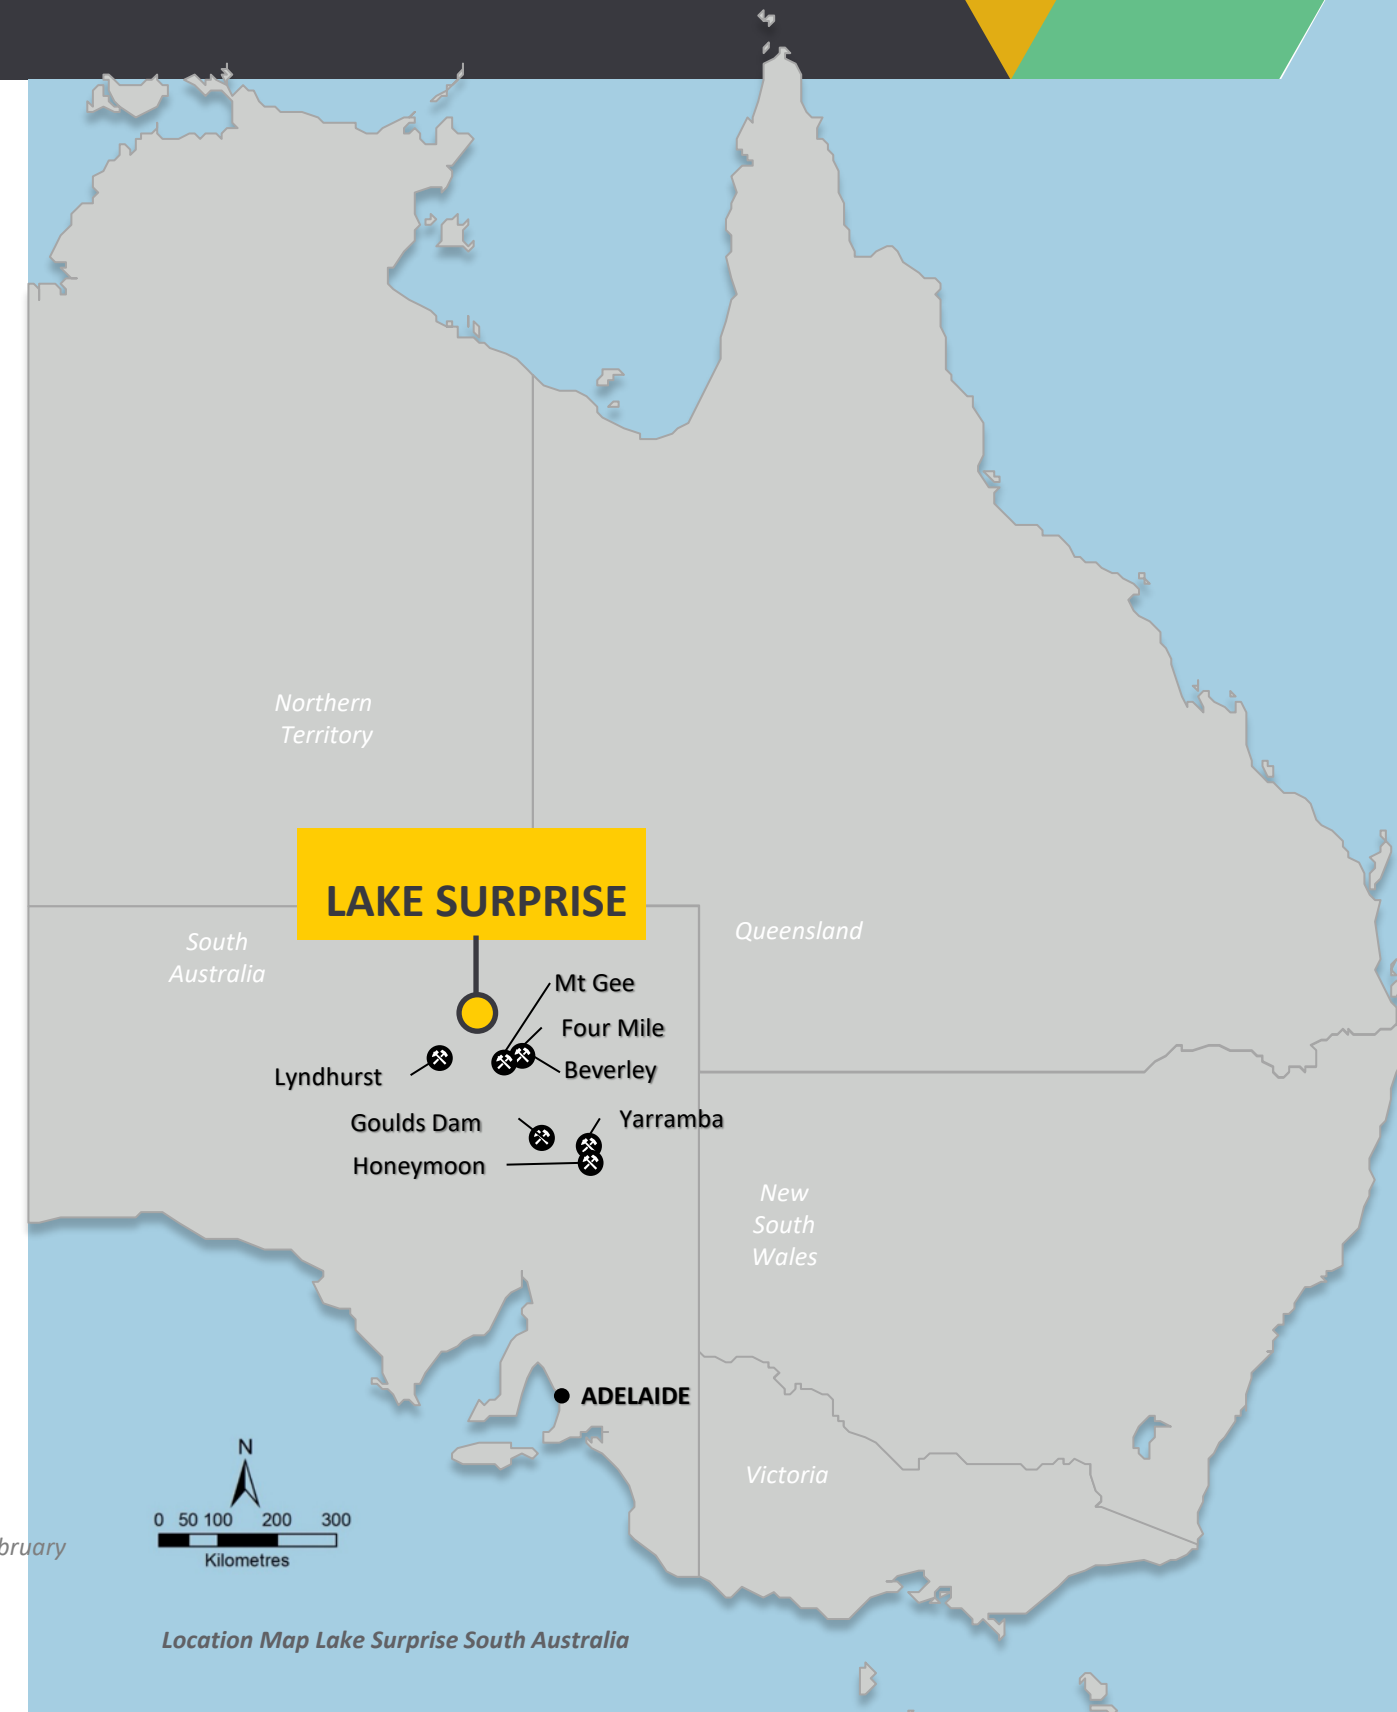 Northern
Territory
LAKE SURPRISE
South
Australia
Queensland
Mt Gee
Four Mile
Lyndhurst
Beverley
Goulds Dam
Yarramba
Honeymoon
New
South
Wales
ADELAIDE
Victoria
N
0 50 100 200 300
Kilometres
bruary
Location Map Lake Surprise South Australia